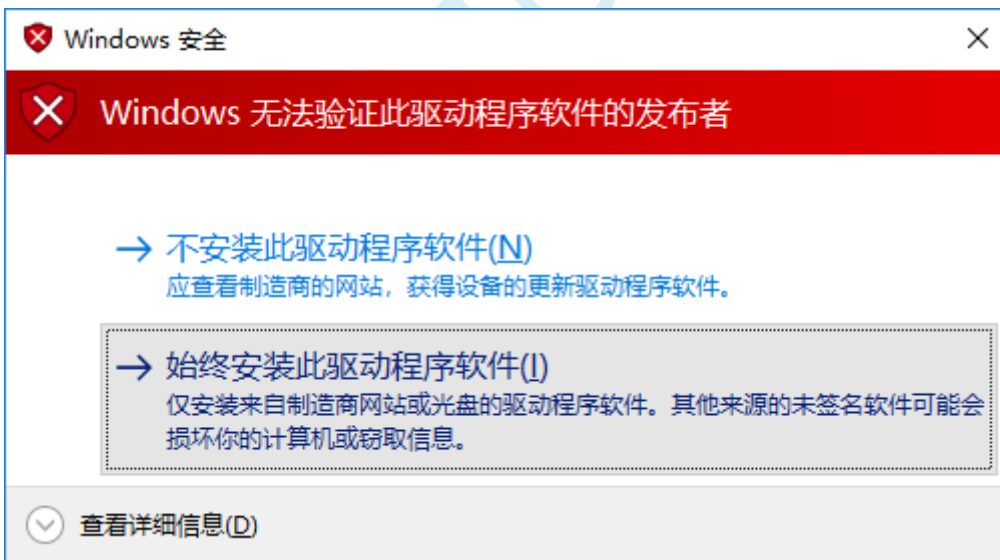 Windows 安全
Windows 无法验证此驱动程序软件的发布者
不安装此驱动程序软件(N)
应查看制造商的网站，获得设备的更新驱动程序软件。
始终安装此驱动程序软件(I)
仅安装来自制造商网站或光盘的驱动程序软件。其他来源的未签名软件可能会
损坏你的计算机或窃取信息。
查看详细信息(D)